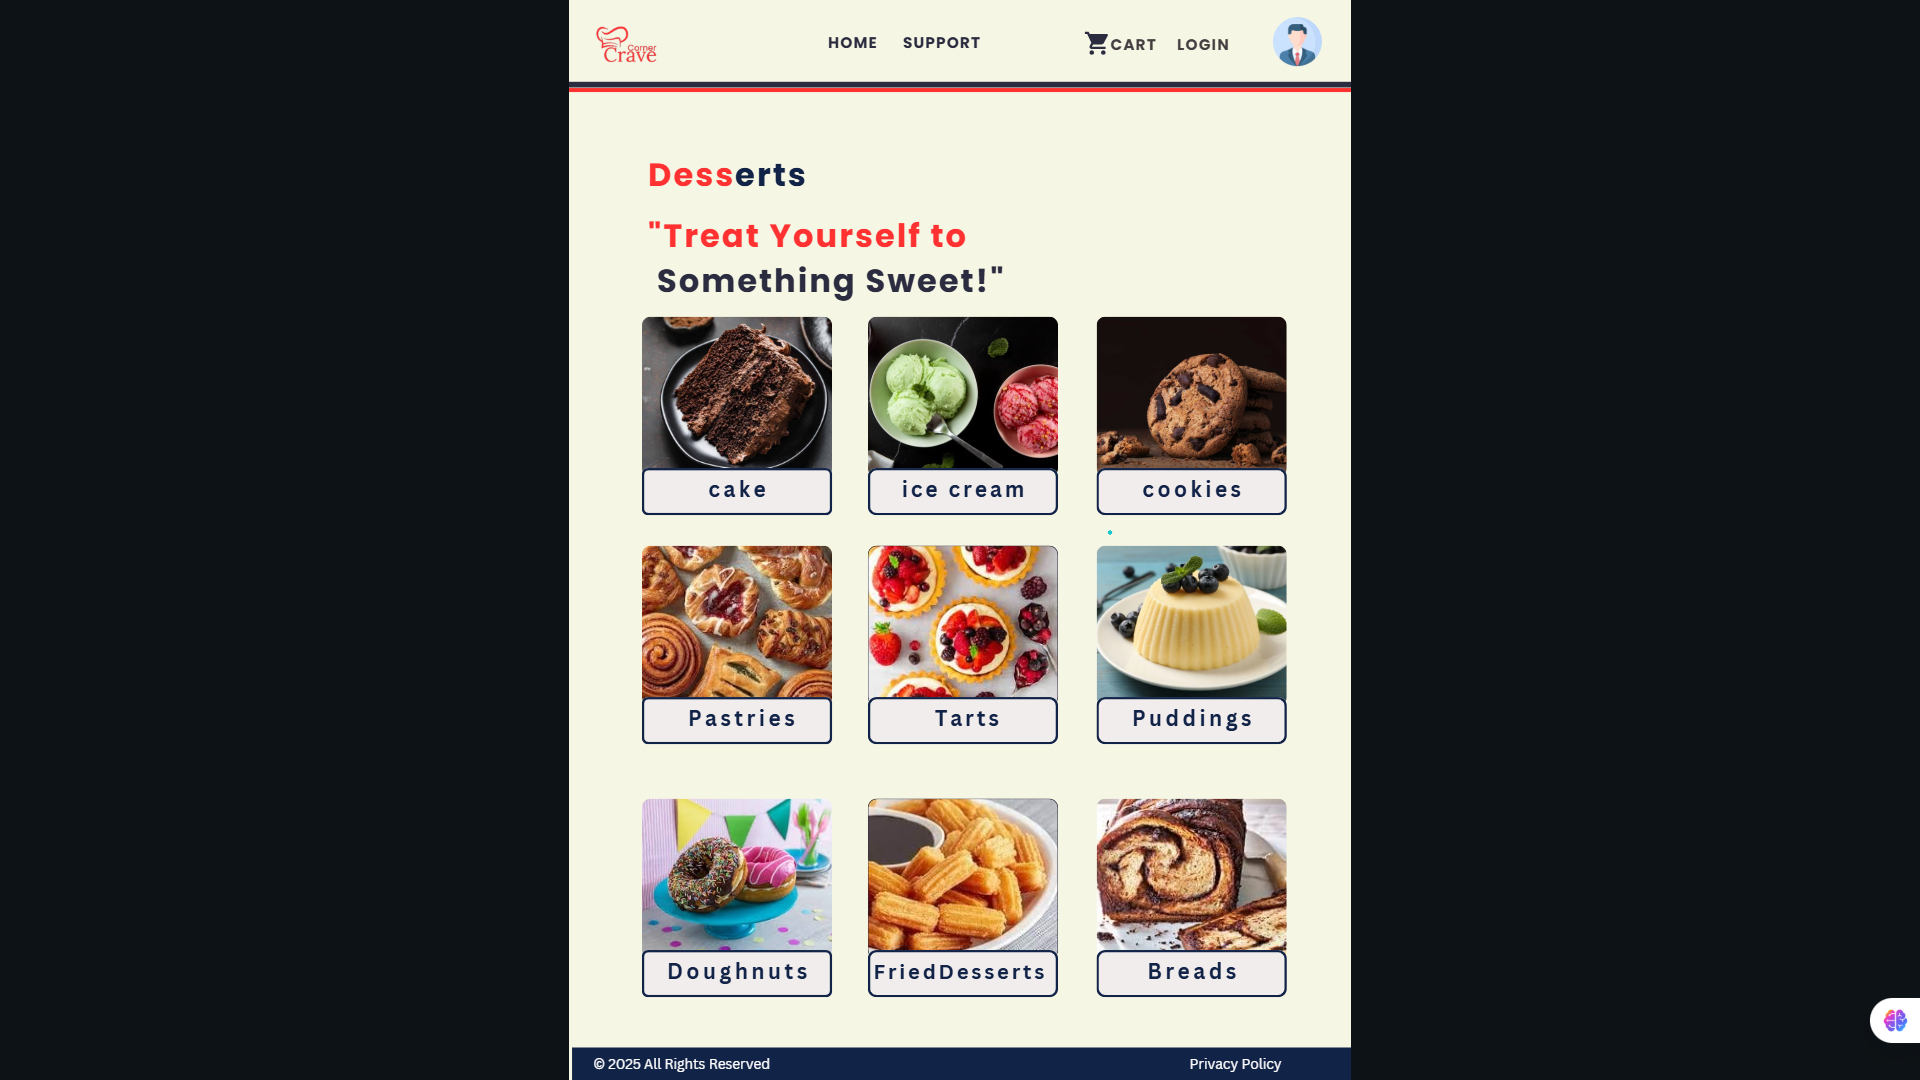 Corner
Crave
HOME SUPPORT CART LOGIN
Desserts
"Treat Yourself to
Something Sweet!"
cake ice cream cookies
Pastries Tarts Puddings
Doughnuts FriedDesserts Breads
© 2025 All Rights Reserved Privacy Policy